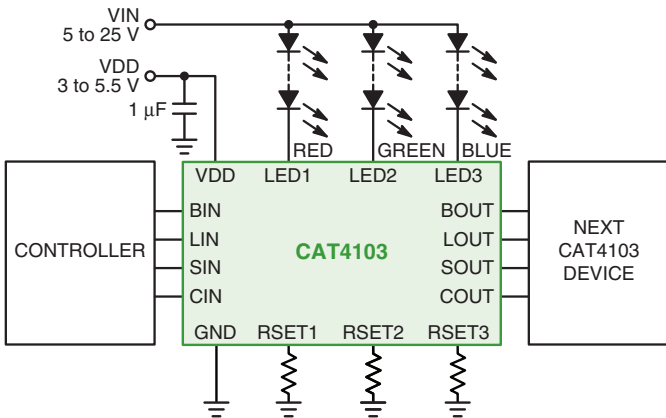 VIN
5 to 25 V
VDD
3 to 5.5 V
1 µF
RED
GREEN
BLUE
VDD
LED1
LED2
LED3
CONTROLLER
BIN
LIN
SIN
CIN
CAT4103
BOUT
LOUT
SOUT
COUT
NEXT
CAT4103
DEVICE
GND
RSET1
RSET2
RSET3